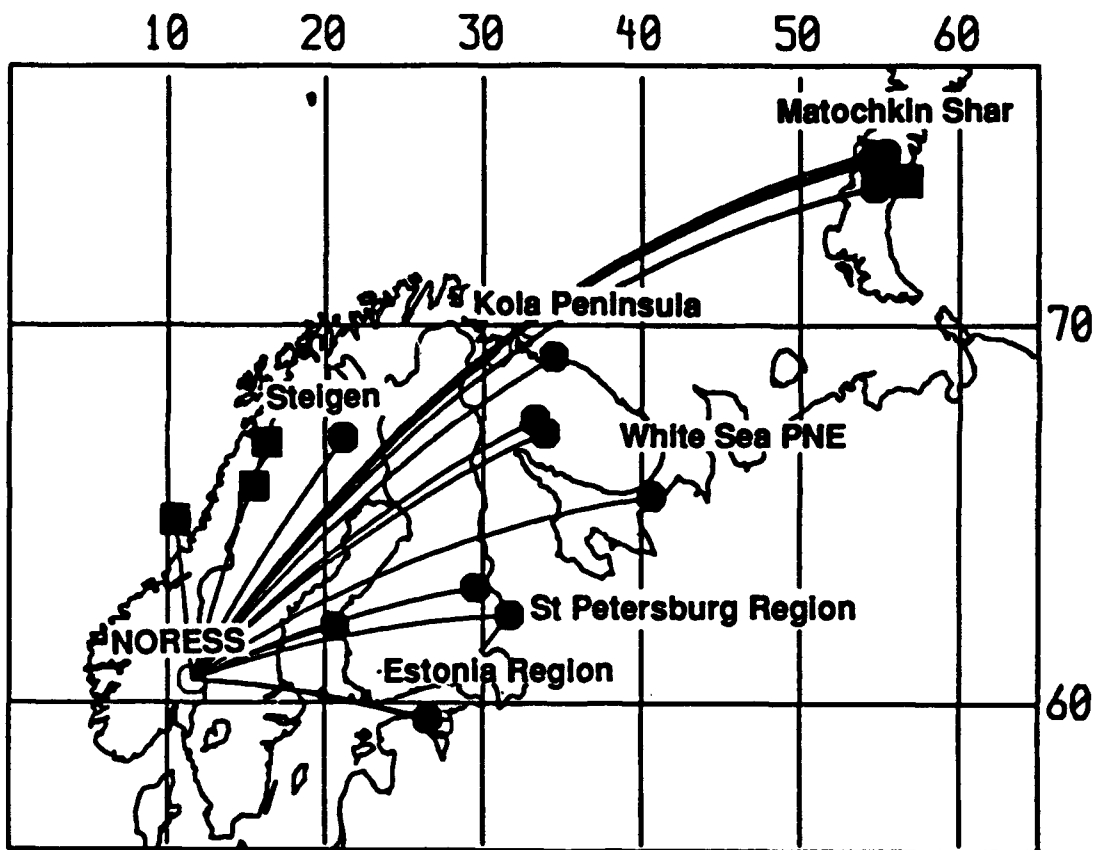 10 20 30 40 50 60
Matochkin Shar
Kola Peninsula
70
Steigen
White Sea PNE
St Petersburg Region
NORESS
Estonia Region
60